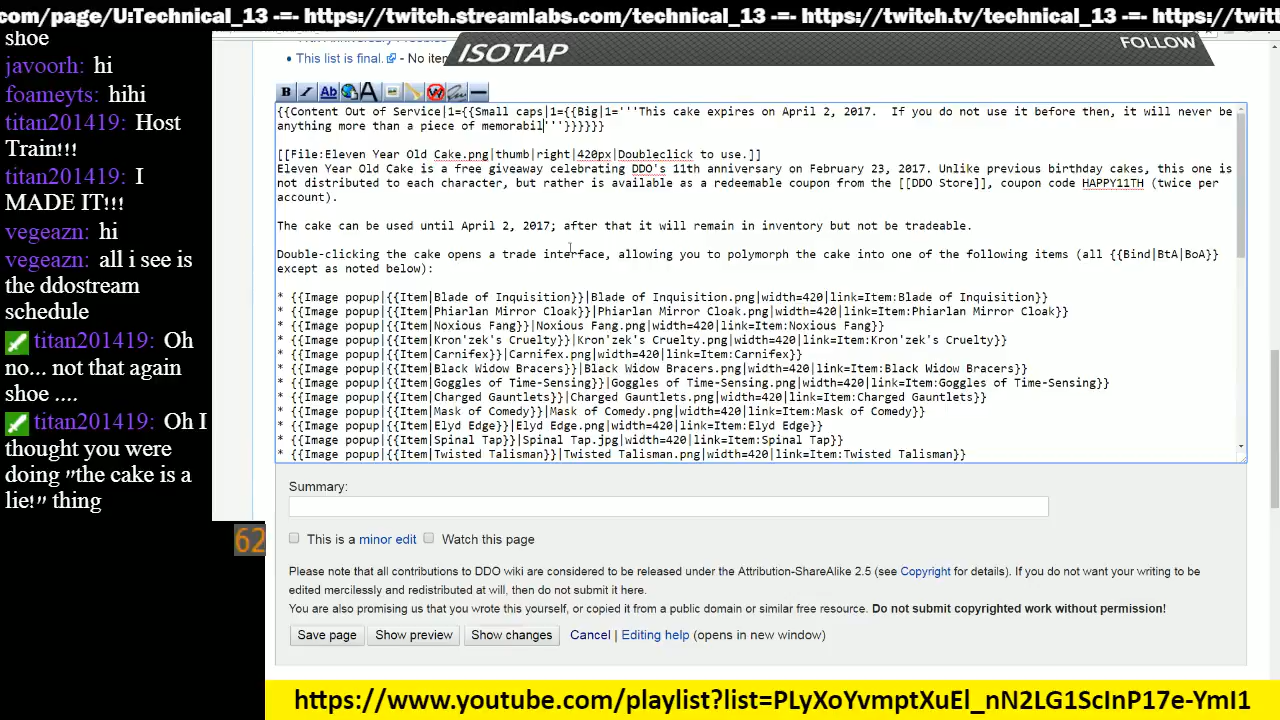 com/page/U:Technical_13 -=- https://twitch.streamlabs.com/technical_13 -=- https://twitch.tv/technical_13 -=- https://twitt
shoe
javoorh: hi
foameyts: hihi
titan201419: Host
Train!!!
titan201419: I
MADE IT!!!
vegeazn: hi
vegeazn: all i see is
the ddostream
schedule
titan201419: Oh
no... not that again
shoe ....
titan201419: Oh I
thought you were
doing "the cake is a
lie!" thing
62
ISOTAP
FOLLOW
This list is final. - No iter
{{Content Out of Service|1={{Small caps|1={{Big|1='''This cake expires on April 2, 2017.  If you do not use it before then, it will never be
anything more than a piece of memorabil'''}}}}}}
[[File:Eleven Year Old Cake.png|thumb|right|420px|Doubleclick to use.]]
Eleven Year Old Cake is a free giveaway celebrating DDO's 11th anniversary on February 23, 2017. Unlike previous birthday cakes, this one is
not distributed to each character, but rather is available as a redeemable coupon from the [[DDO Store]], coupon code HAPPY11TH (twice per
account).
The cake can be used until April 2, 2017; after that it will remain in inventory but not be tradeable.
Double-clicking the cake opens a trade interface, allowing you to polymorph the cake into one of the following items (all {{Bind|BtA|BoA}}
except as noted below):
* {{Image popup|{{Item|Blade of Inquisition}}|Blade of Inquisition.png|width=420|link=Item:Blade of Inquisition}}
* {{Image popup|{{Item|Phiarlan Mirror Cloak}}|Phiarlan Mirror Cloak.png|width=420|link=Item:Phiarlan Mirror Cloak}}
* {{Image popup|{{Item|Noxious Fang}}|Noxious Fang.png|width=420|link=Item:Noxious Fang}}
* {{Image popup|{{Item|Kron'zek's Cruelty}}|Kron'zek's Cruelty.png|width=420|link=Item:Kron'zek's Cruelty}}
* {{Image popup|{{Item|Carnifex}}|Carnifex.png|width=420|link=Item:Carnifex}}
* {{Image popup|{{Item|Black Widow Bracers}}|Black Widow Bracers.png|width=420|link=Item:Black Widow Bracers}}
* {{Image popup|{{Item|Goggles of Time-Sensing}}|Goggles of Time-Sensing.png|width=420|link=Item:Goggles of Time-Sensing}}
* {{Image popup|{{Item|Charged Gauntlets}}|Charged Gauntlets.png|width=420|link=Item:Charged Gauntlets}}
* {{Image popup|{{Item|Mask of Comedy}}|Mask of Comedy.png|width=420|link=Item:Mask of Comedy}}
* {{Image popup|{{Item|Elyd Edge}}|Elyd Edge.png|width=420|link=Item:Elyd Edge}}
* {{Image popup|{{Item|Spinal Tap}}|Spinal Tap.jpg|width=420|link=Item:Spinal Tap}}
* {{Image popup|{{Item|Twisted Talisman}}|Twisted Talisman.png|width=420|link=Item:Twisted Talisman}}
Summary:
This is a minor edit Watch this page
Please note that all contributions to DDO wiki are considered to be released under the Attribution-ShareAlike 2.5 (see Copyright for details). If you do not want your writing to be
edited mercilessly and redistributed at will, then do not submit it here.
You are also promising us that you wrote this yourself, or copied it from a public domain or similar free resource. Do not submit copyrighted work without permission!
Save page Show preview Show changes Cancel | Editing help (opens in new window)
https://www.youtube.com/playlist?list=PLyXoYvmptXuEl_nN2LG1ScInP17e-YmI1